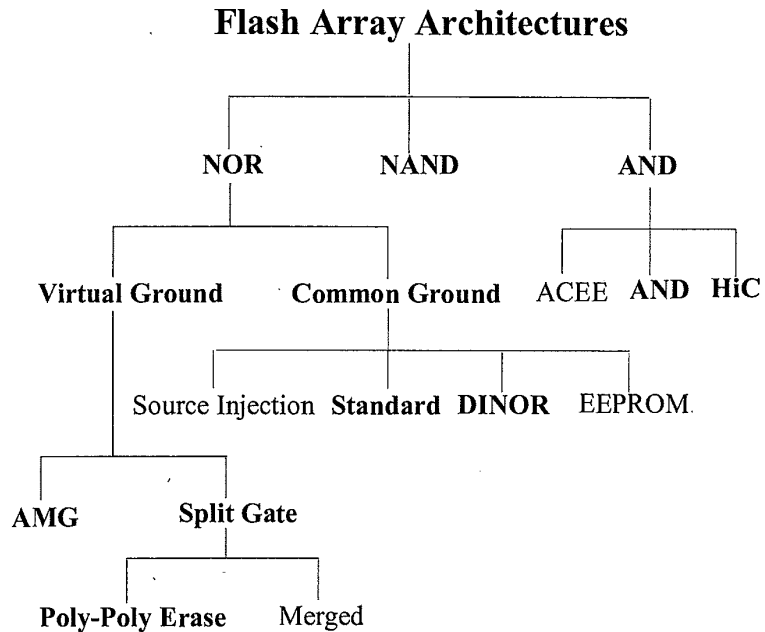 Flash Array Architectures
NOR NAND AND
Virtual Ground Common Ground ACEE AND HiC
Source Injection Standard DINOR EEPROM
AMG Split Gate
Poly-Poly Erase Merged